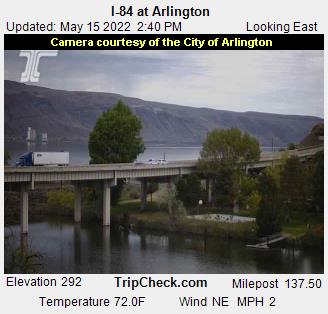 I-84 at Arlington
Updated: May 15 2022 2:40 PM Looking East
Camera courtesy of the City of Arlington
Elevation 292 TripCheck.com Milepost 137.50
Temperature 72.0F Wind NE MPH 2